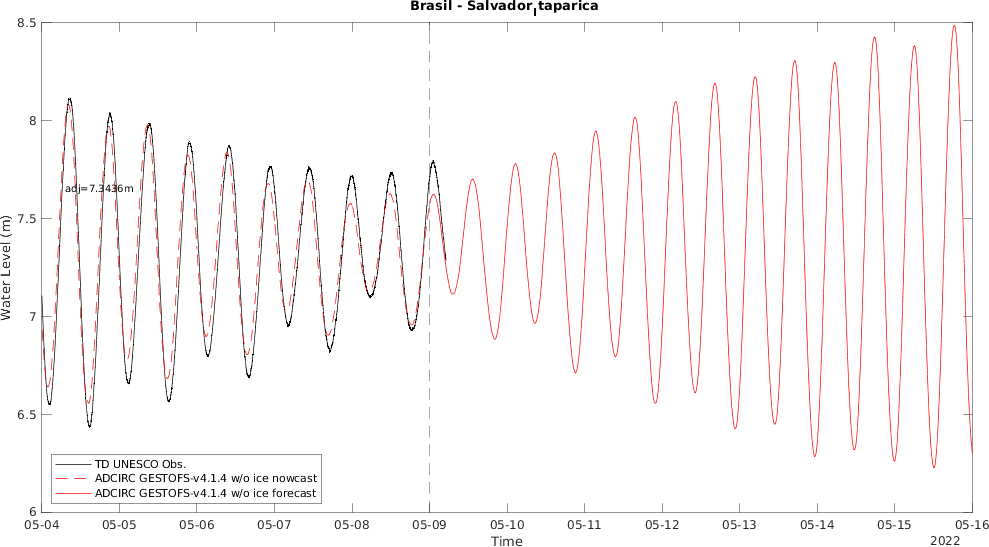 Brasil - Salvador,taparica
8.5
8
7.5
7
6.5
6
Water Level (m)
adj=7.3436m
TD UNESCO Obs.
ADCIRC GESTOFS-v4.1.4 w/o ice nowcast
ADCIRC GESTOFS-v4.1.4 w/o ice forecast
05-04 05-05 05-06 05-07 05-08 05-09 05-10 05-11 05-12 05-13 05-14 05-15 05-16
Time
2022